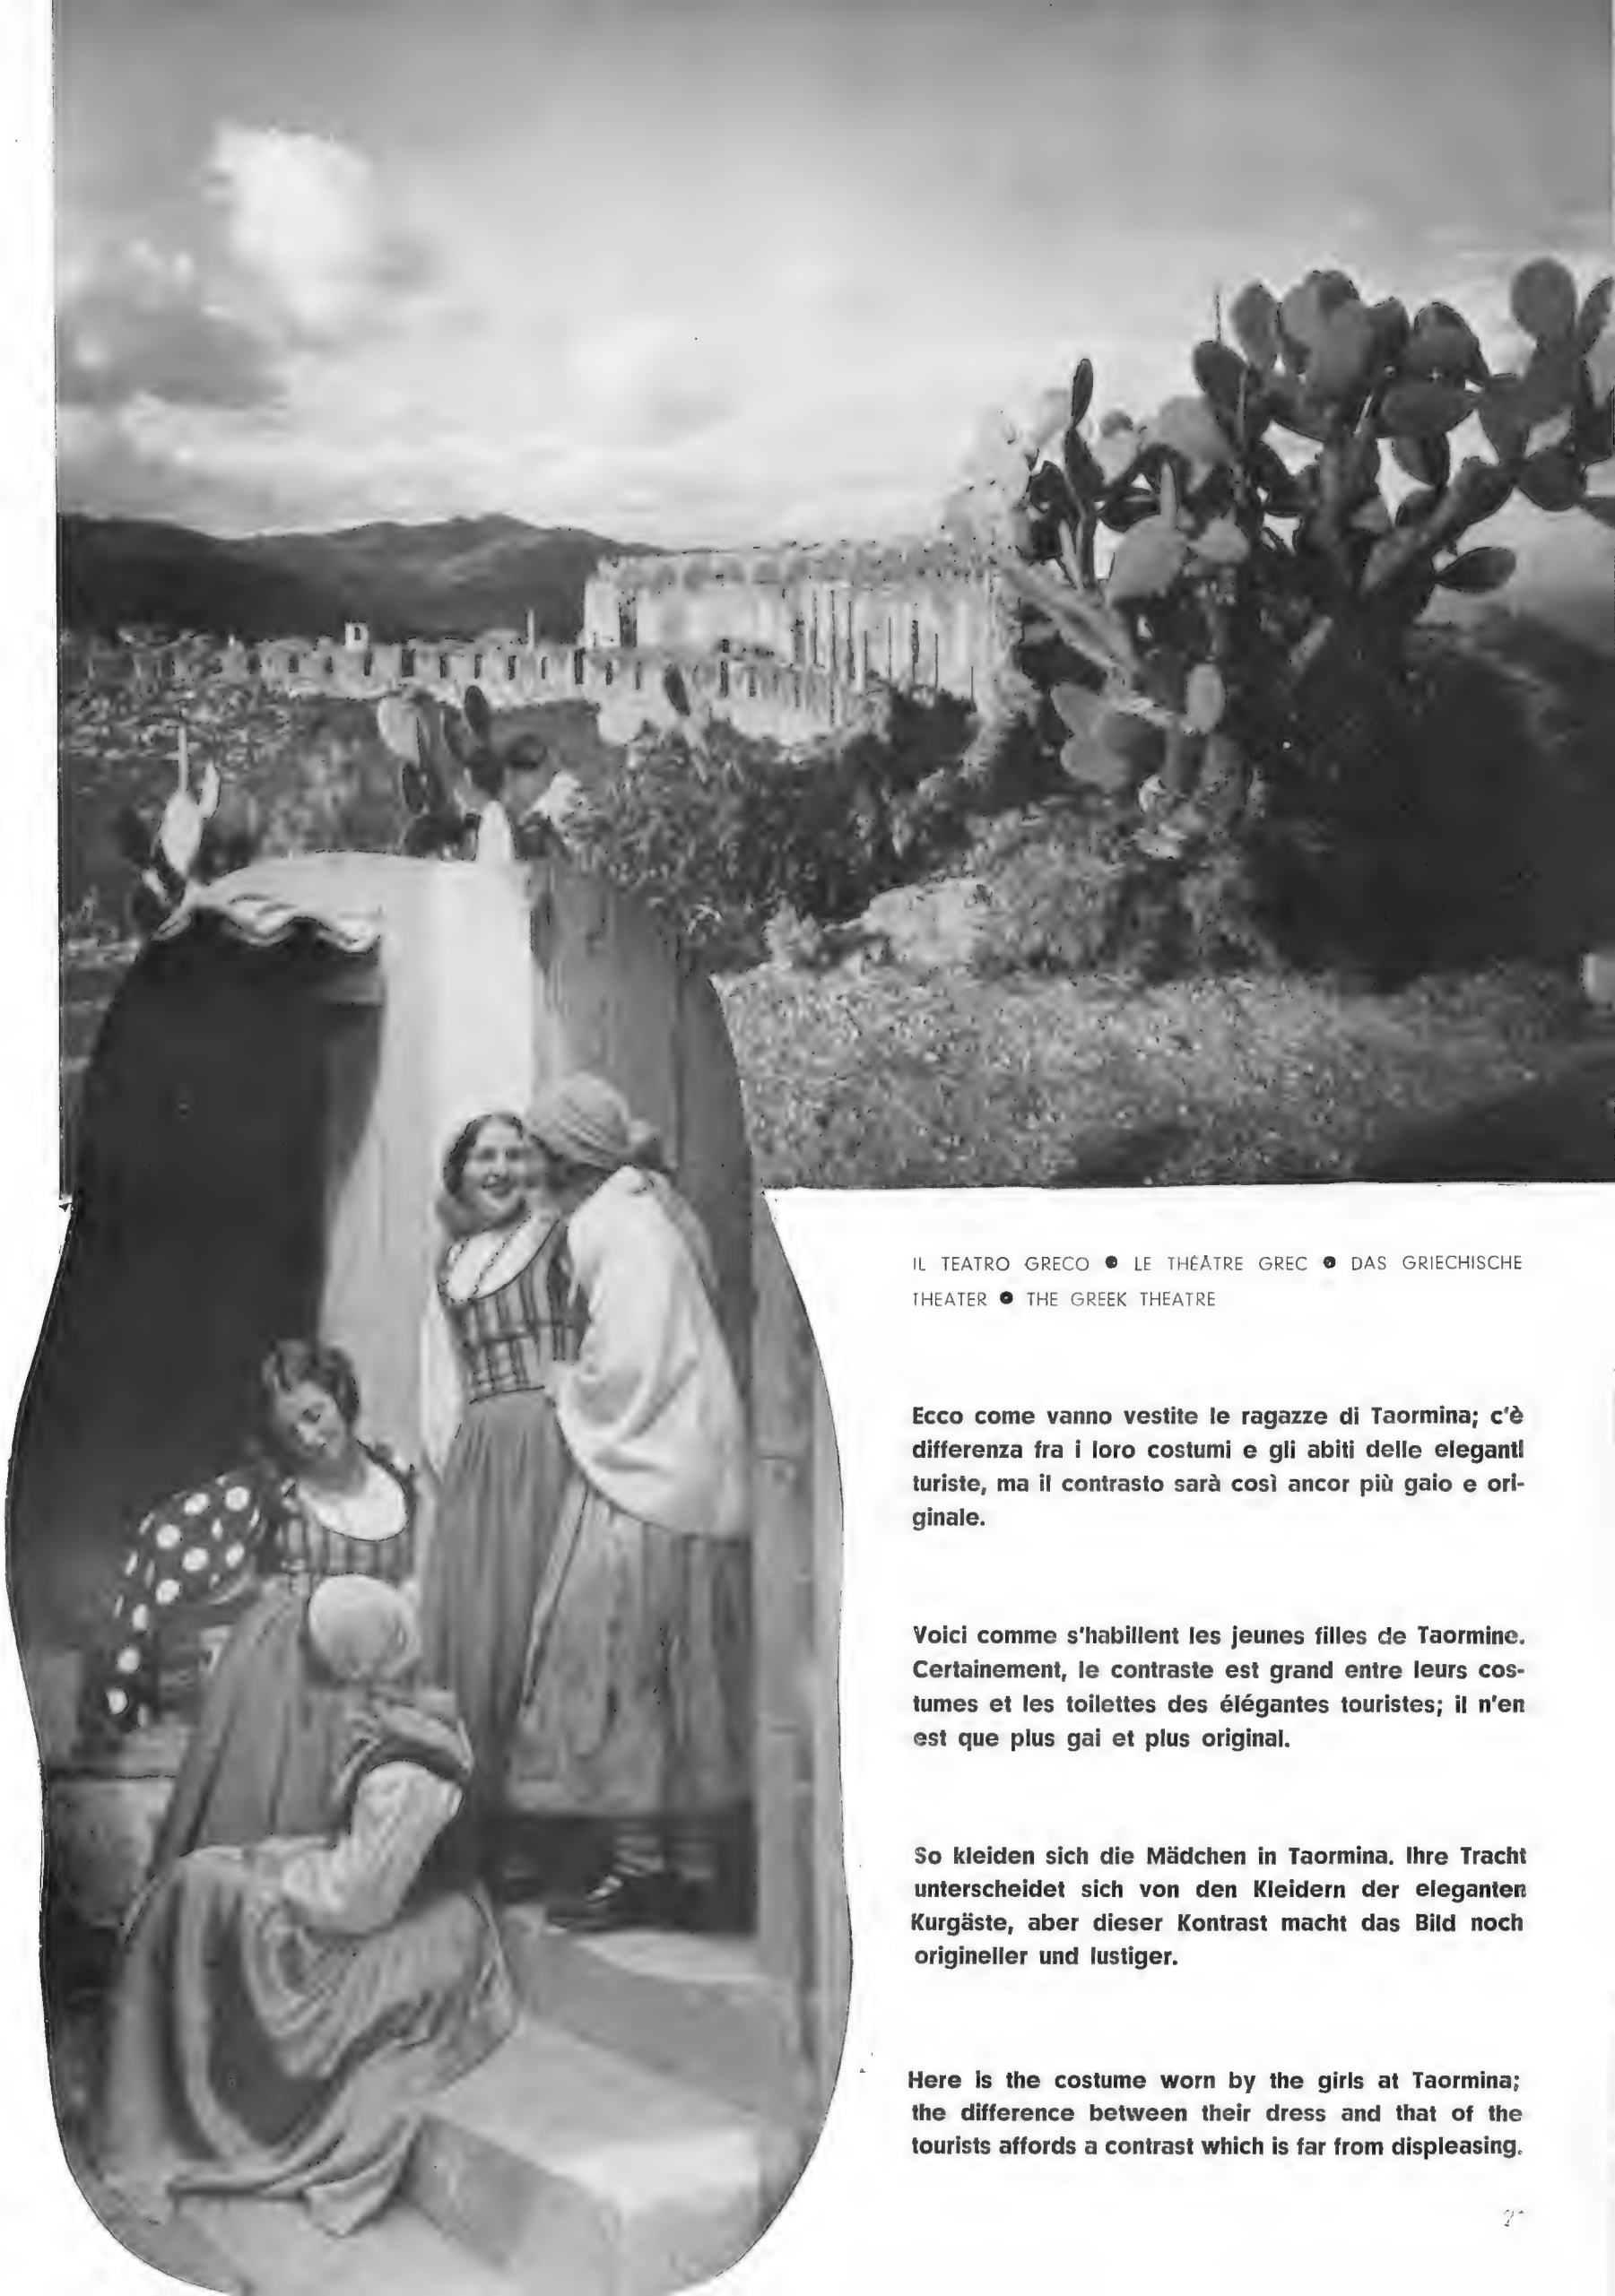 IL TEATRO GRECO ● LE THÉÂTRE GREC ● DAS GRIECHISCHE
THEATER ● THE GREEK THEATRE
Ecco come vanno vestite le ragazze di Taormina; c'è
differenza fra i loro costumi e gli abiti delle eleganti
turiste, ma il contrasto sarà così ancor più gaio e ori-
ginale.
Voici comme s'habillent les jeunes filles de Taormine.
Certainement, le contraste est grand entre leurs cos-
tumes et les toilettes des élégantes touristes; il n'en
est que plus gai et plus original.
So kleiden sich die Mädchen in Taormina. Ihre Tracht
unterscheidet sich von den Kleidern der eleganten
Kurgäste, aber dieser Kontrast macht das Bild noch
origineller und lustiger.
Here is the costume worn by the girls at Taormina;
the difference between their dress and that of the
tourists affords a contrast which is far from displeasing.